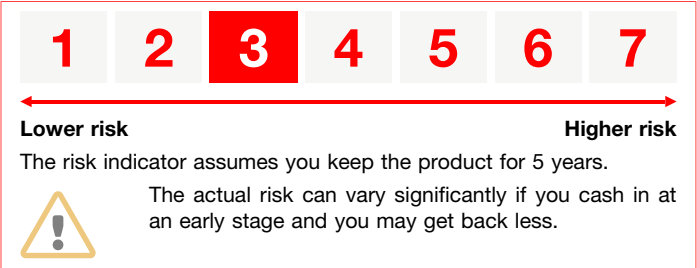 1 2 3 4 5 6 7
Lower risk Higher risk
The risk indicator assumes you keep the product for 5 years.
The actual risk can vary significantly if you cash in at
an early stage and you may get back less.